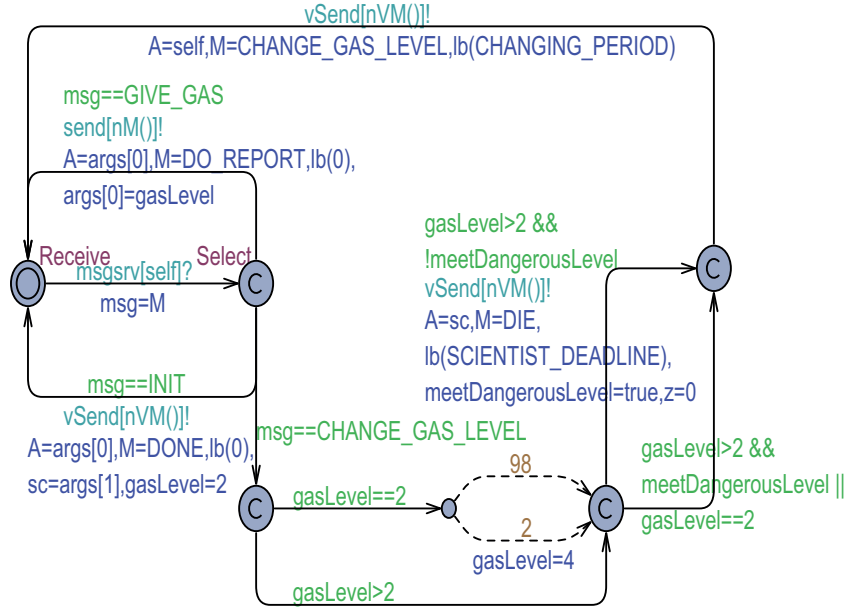 vSend[nVM()]!
A=self,M=CHANGE_GAS_LEVEL,lb(CHANGING_PERIOD)
msg==GIVE_GAS
send[nM()]!
A=args[0],M=DO_REPORT,lb(0),
args[0]=gasLevel
Receive
Select
msgsrv[self]?
msg=M
C
msg==INIT
vSend[nVM()]!
A=args[0],M=DONE,lb(0),
sc=args[1],gasLevel=2
gasLevel>2 &&
!meetDangerousLevel
vSend[nVM()]!
A=sc,M=DIE,
lb(SCIENTIST_DEADLINE),
meetDangerousLevel=true,z=0
C
msg==CHANGE_GAS_LEVEL
C
gasLevel==2
98
2
gasLevel=4
C
gasLevel>2 &&
meetDangerousLevel ||
gasLevel==2
gasLevel>2